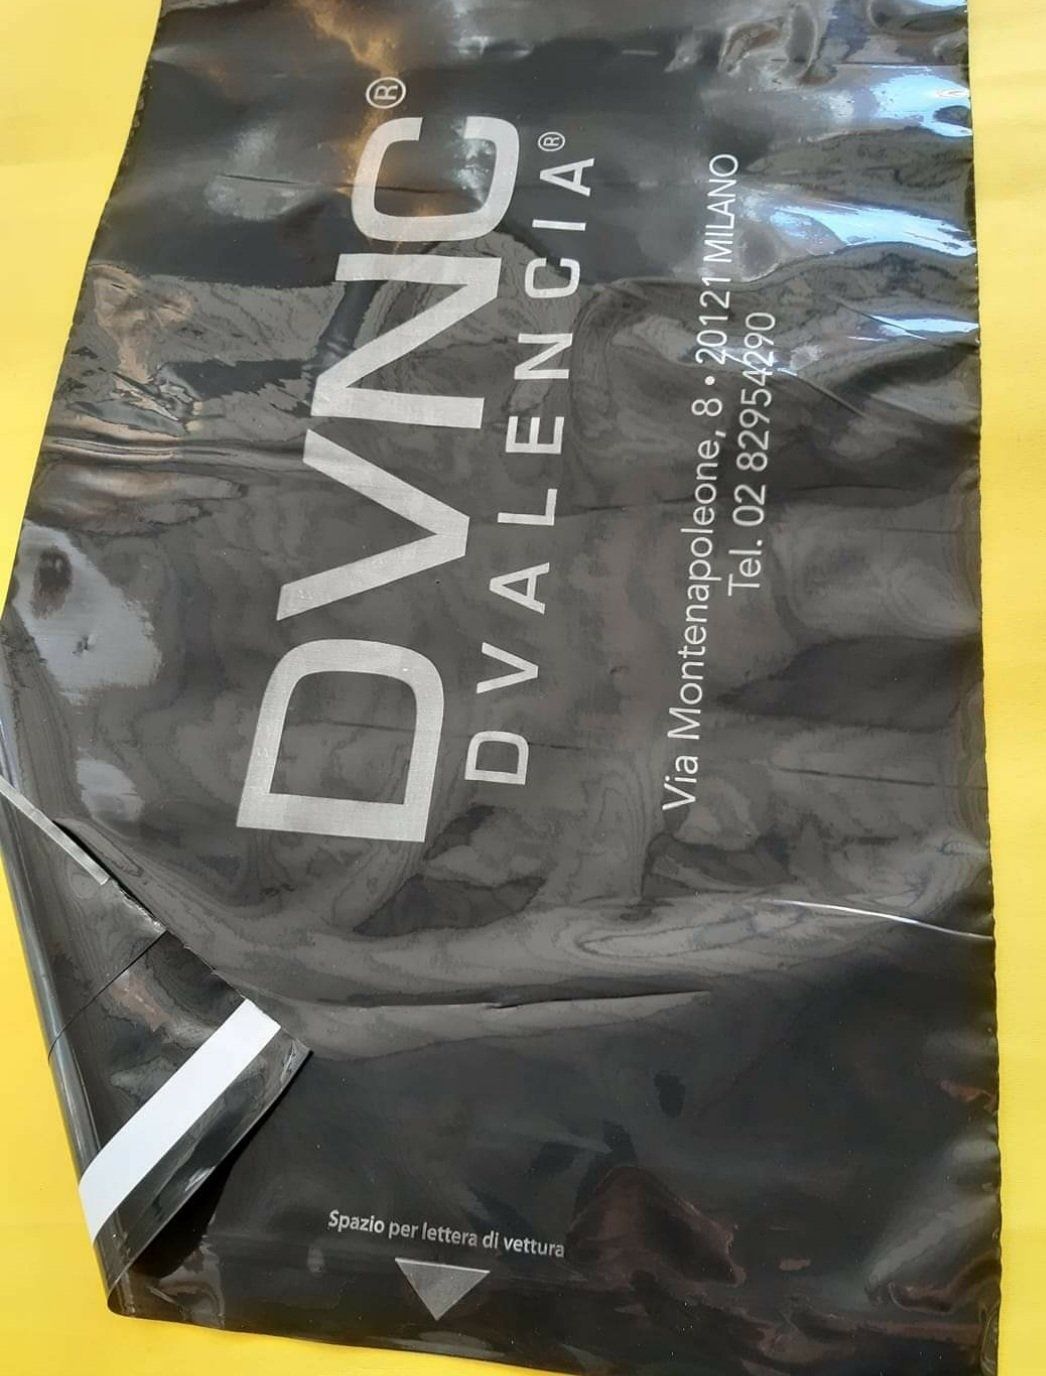 DVNC®
DVALENCIA®
Via Montenapoleone, 8 • 20121 MILANO
Tel. 02 82954290
Spazio per lettera di vettura